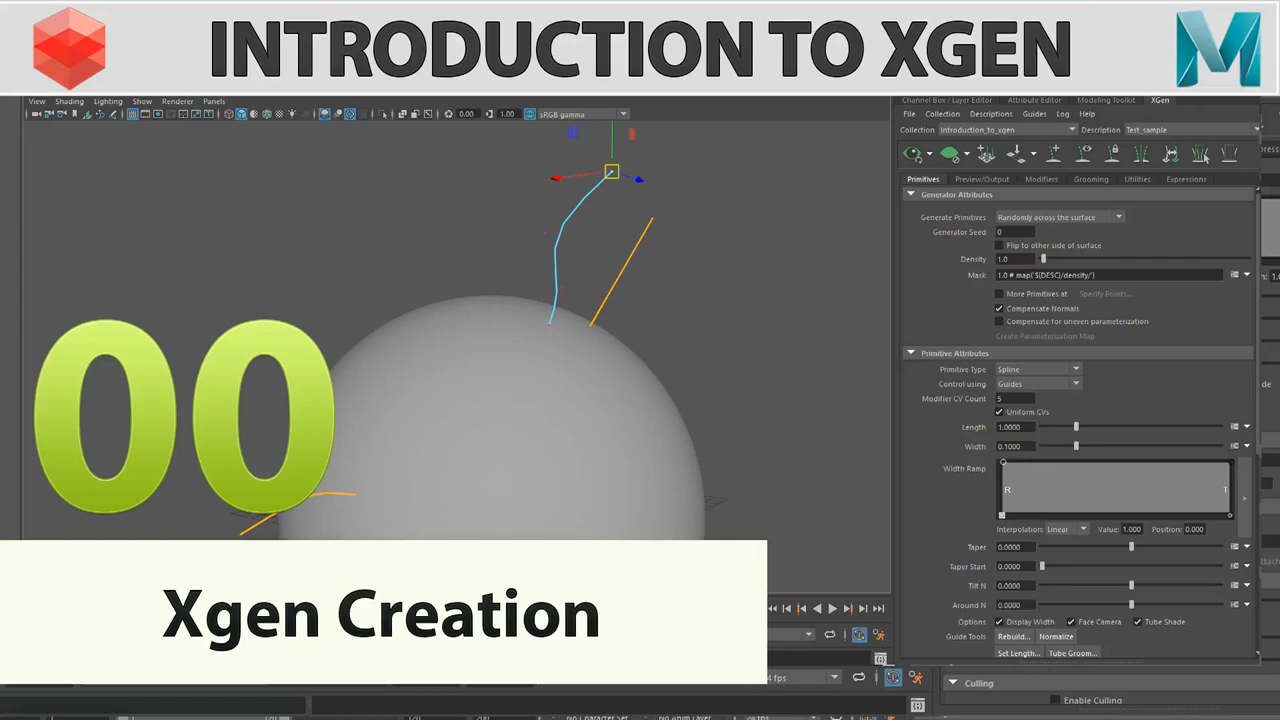 INTRODUCTION TO XGEN
View Shading Lighting Show Renderer Panels
0.00 1.00 sRGB gamma
Channel Box / Layer Editor Attribute Editor Modeling Toolkit XGen
File Collection Descriptions Guides Log Help
Collection Introduction_to_xgen Description Test_sample
Primitives Preview/Output Modifiers Grooming Utilities Expressions
Generator Attributes
Generate Primitives Randomly across the surface
Generator Seed 0
Flip to other side of surface
Density 1.0
Mask 1.0 # map('${DESC}/density/')
More Primitives at Specify Points...
Compensate Normals
Compensate for uneven parameterization
Create Parameterization Map
Primitive Attributes
Primitive Type Spline
Control using Guides
Modifier CV Count 5
Uniform CVs
Length 1.0000
Width 0.1000
Width Ramp
R T
Interpolation: Linear Value: 1.000 Position: 0.000
Taper 0.0000
Taper Start 0.0000
Tilt N 0.0000
Around N 0.0000
Options Display Width Face Camera Tube Shade
Guide Tools Rebuild... Normalize
Set Length... Tube Groom...
00
Xgen Creation
4 fps
Culling
Enable Culling